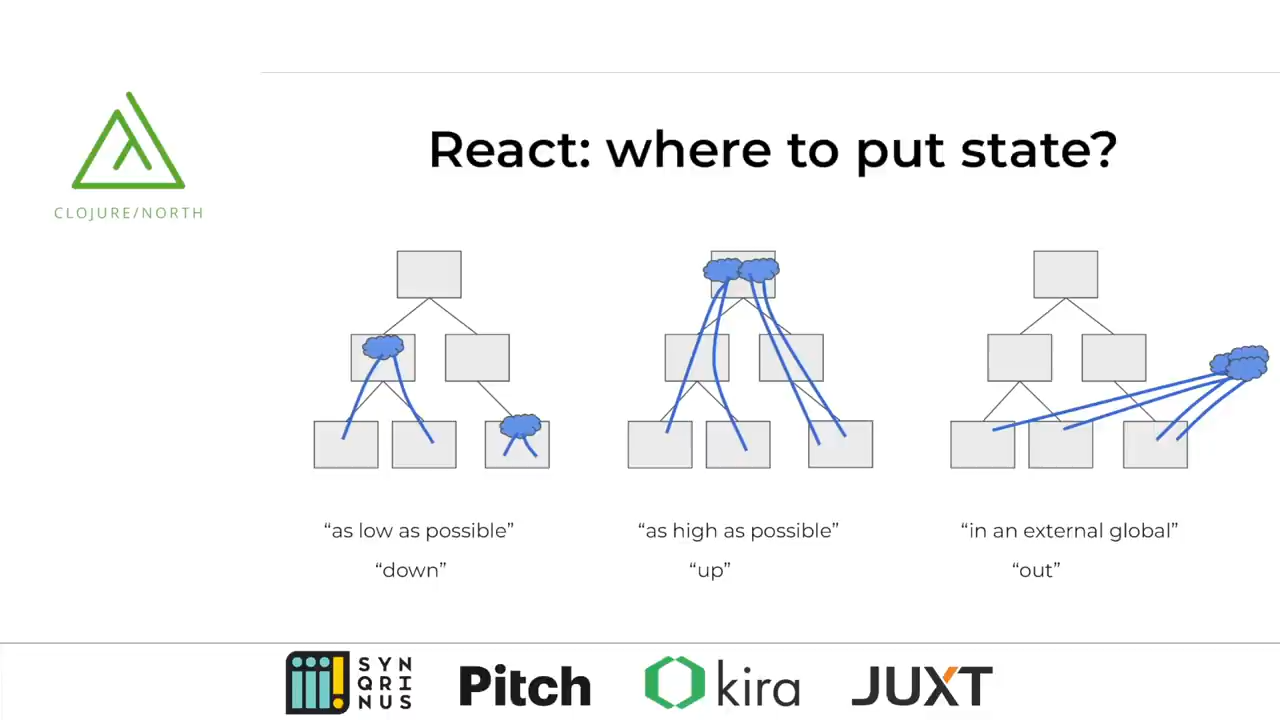 React: where to put state?
CLOJURE/NORTH
“as low as possible”
“down”
“as high as possible”
“up”
“in an external global”
“out”
SYN
QRI
NUS
Pitch
kira
JUXT